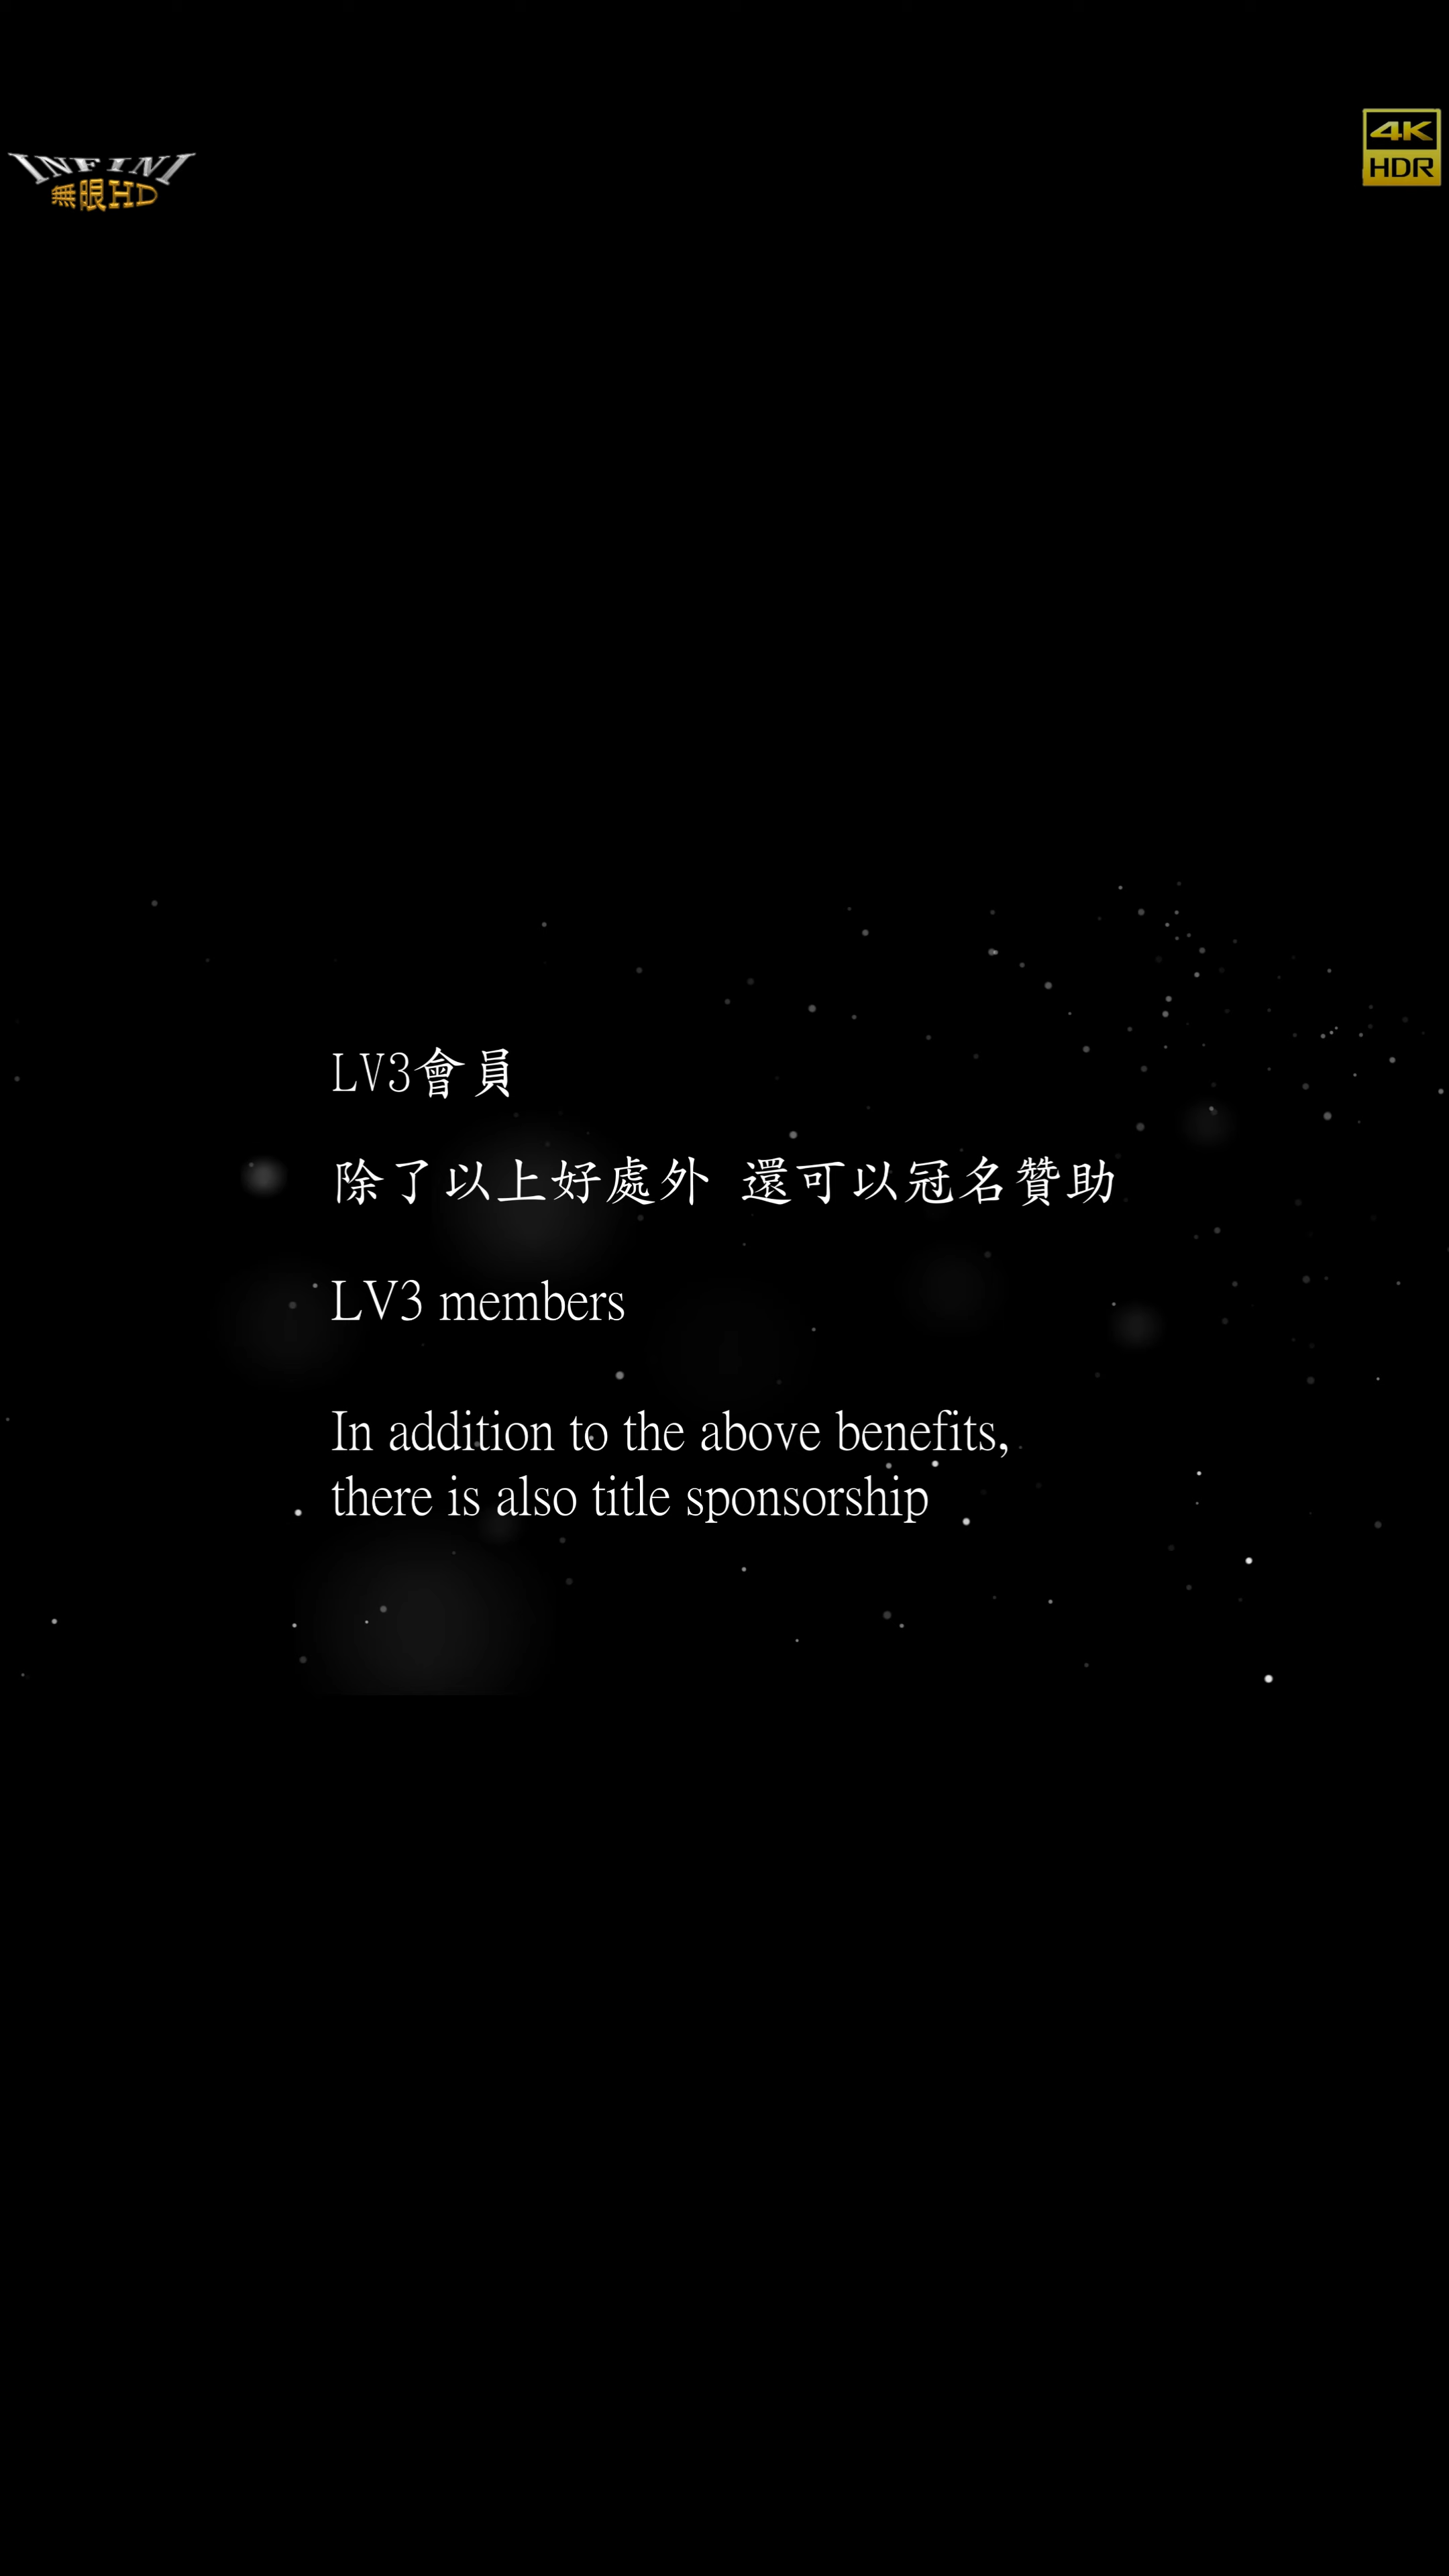 INFINI
無限HD
4K
HDR
LV3會員
除了以上好處外 還可以冠名贊助
LV3 members
In addition to the above benefits,
there is also title sponsorship